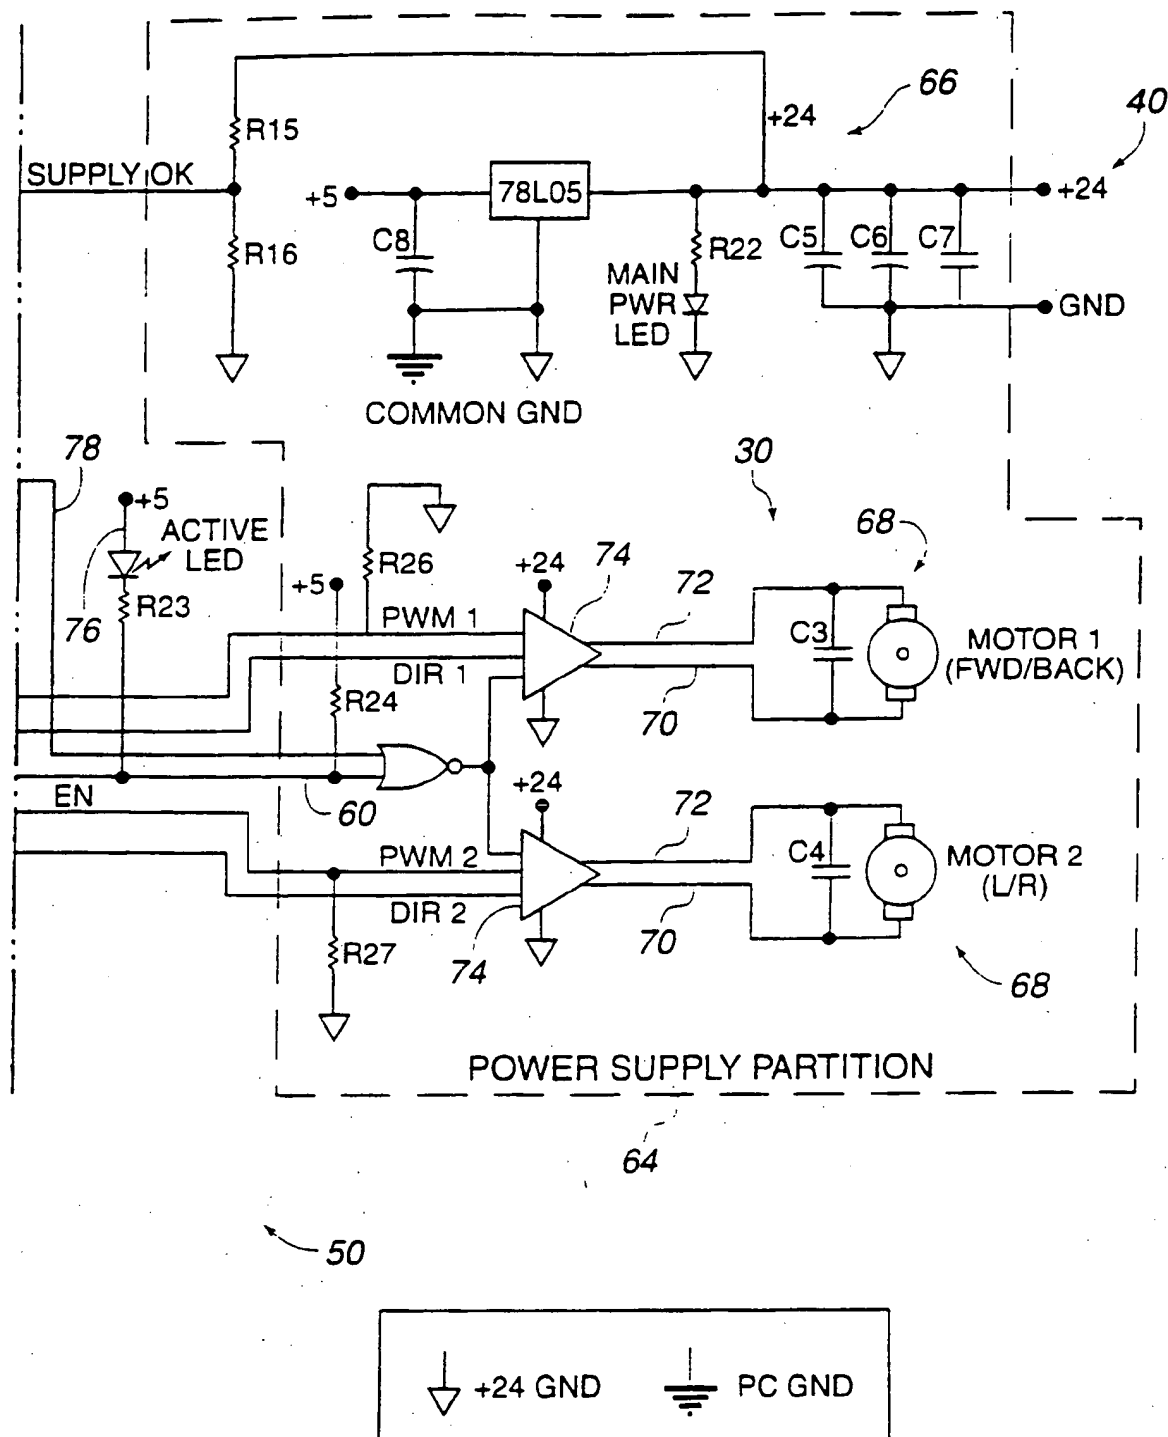 66
40
+24
R15
SUPPLY OK
+5
78L05
+24
R16
C8
R22
C5
C6
C7
MAIN
PWR
LED
GND
COMMON GND
78
30
+5
ACTIVE
LED
68
R26
+24
74
72
+5
R23
76
PWM 1
C3
MOTOR 1
(FWD/BACK)
DIR 1
R24
70
+24
EN
60
72
PWM 2
C4
MOTOR 2
(L/R)
DIR 2
70
R27
74
68
POWER SUPPLY PARTITION
64
50
+24 GND
PC GND